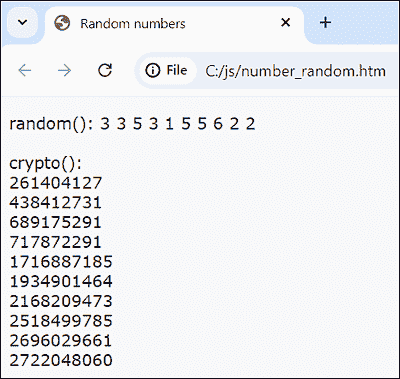 Random numbers
File C:/js/number_random.htm
random(): 3 3 5 3 1 5 5 6 2 2
crypto():
261404127
438412731
689175291
717872291
1716887185
1934901464
2168209473
2518499785
2696029661
2722048060